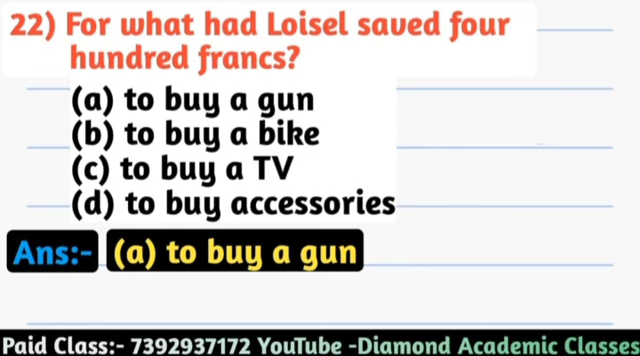 22) For what had Loisel saved four
hundred francs?
(a) to buy a gun
(b) to buy a bike
(c) to buy a TV
(d) to buy accessories
Ans:- (a) to buy a gun
Paid Class:- 7392937172 YouTube -Diamond Academic Classes